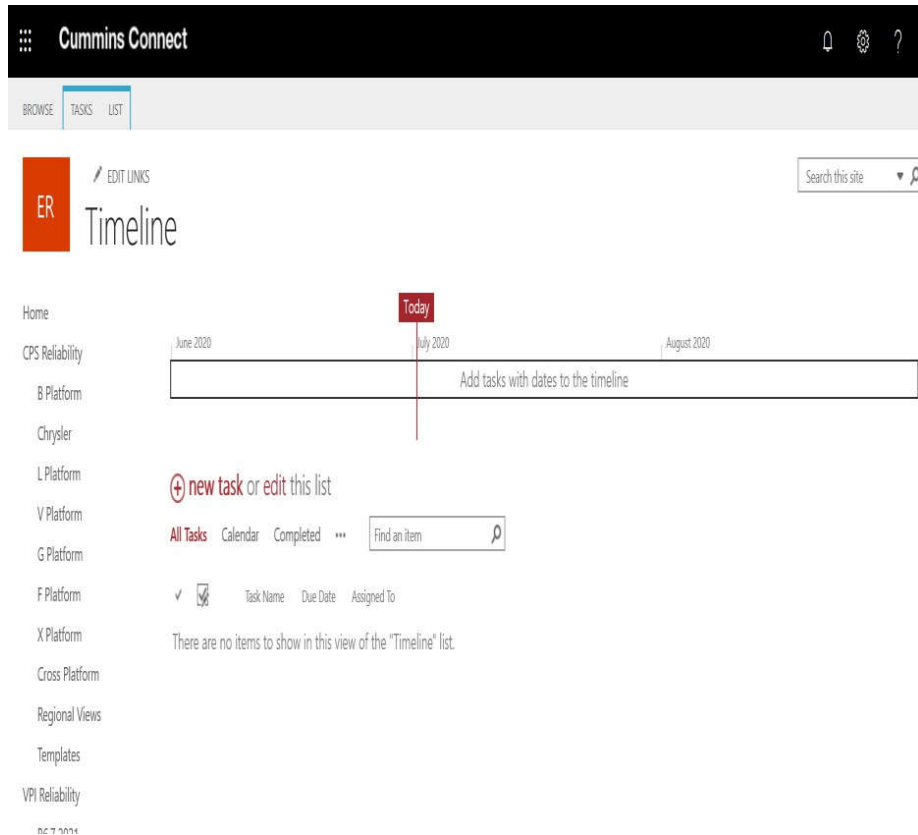 Cummins Connect
?
BROWSE TASKS LIST
EDIT LINKS
Search this site
ER
Timeline
Today
June 2020 July 2020 August 2020
Add tasks with dates to the timeline
Home
CPS Reliability
B Platform
Chrysler
L Platform
V Platform
G Platform
F Platform
X Platform
Cross Platform
Regional Views
Templates
VPI Reliability
B6.7 2021
new task or edit this list
All Tasks Calendar Completed ... Find an item
Task Name Due Date Assigned To
There are no items to show in this view of the "Timeline" list.